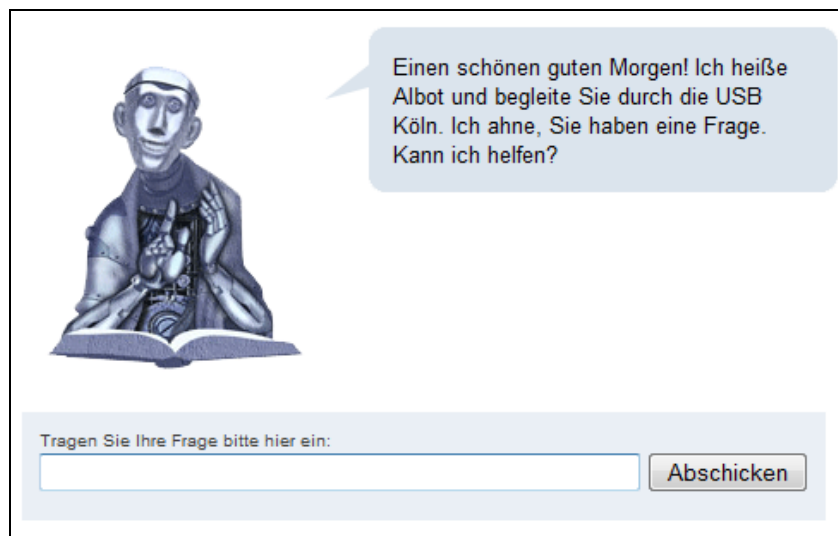 Einen schönen guten Morgen! Ich heiße
Albot und begleite Sie durch die USB
Köln. Ich ahne, Sie haben eine Frage.
Kann ich helfen?
Tragen Sie Ihre Frage bitte hier ein:
Abschicken